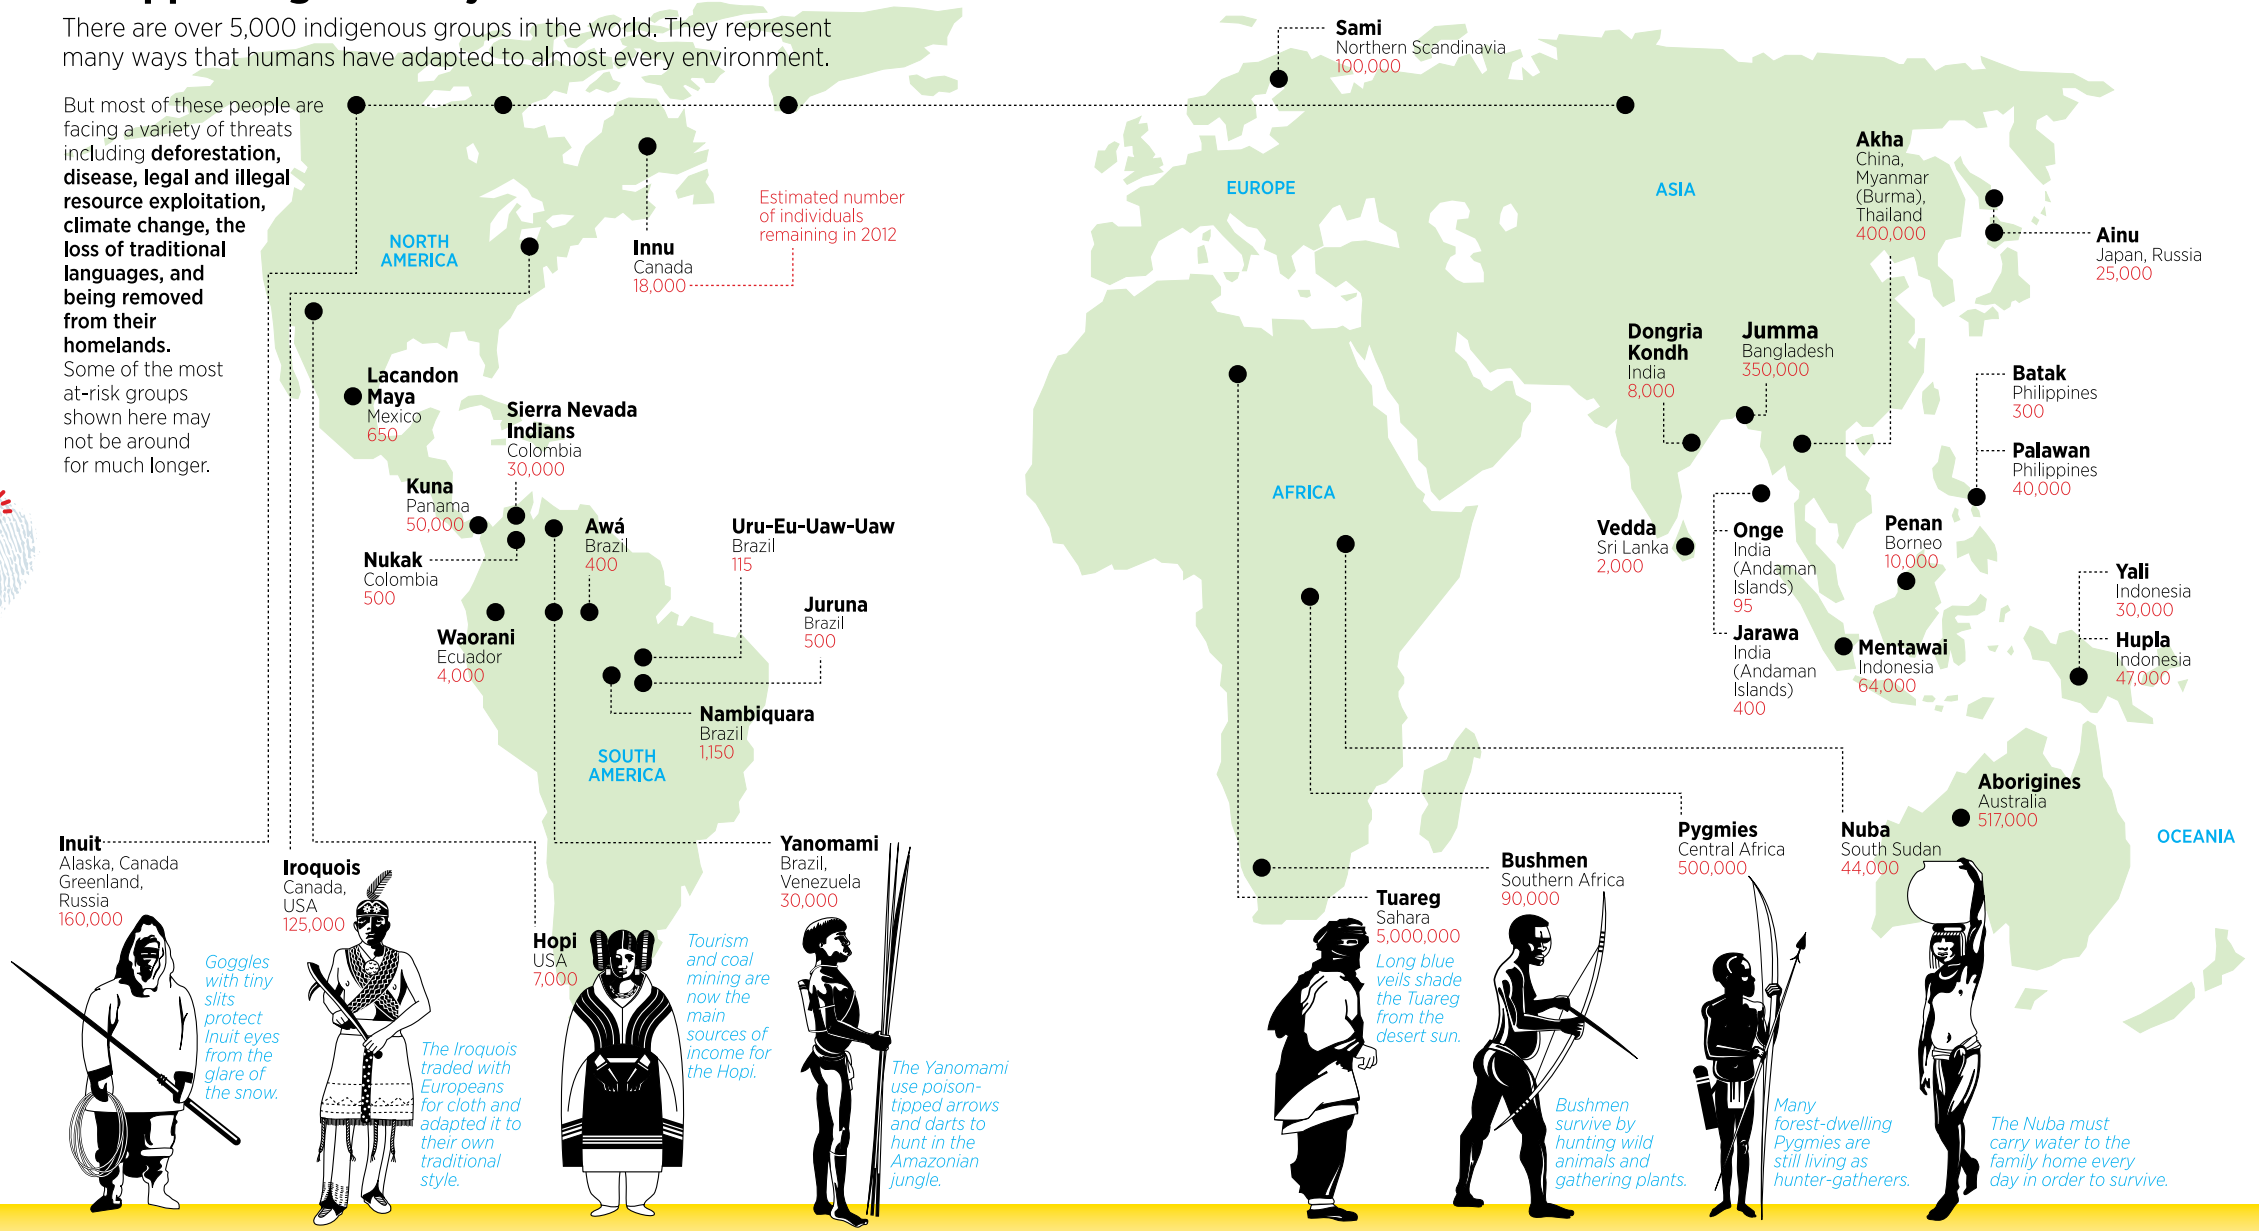 There are over 5,000 indigenous groups in the world. They represent
many ways that humans have adapted to almost every environment.
But most of these people are
facing a variety of threats
including deforestation,
disease, legal and illegal
resource exploitation,
climate change, the
loss of traditional
languages, and
being removed
from their
homelands.
Some of the most
at-risk groups
shown here may
not be around
for much longer.
NORTH
AMERICA
Innu
Canada
18,000
Estimated number
of individuals
remaining in 2012
Lacandon
Maya
Mexico
650
Sierra Nevada
Indians
Colombia
30,000
Kuna
Panama
50,000
Nukak
Colombia
500
Awá
Brazil
400
Uru-Eu-Uaw-Uaw
Brazil
115
Juruna
Brazil
500
Waorani
Ecuador
4,000
Nambiquara
Brazil
1,150
SOUTH
AMERICA
Sami
Northern Scandinavia
100,000
EUROPE
ASIA
Akha
China,
Myanmar
(Burma),
Thailand
400,000
Ainu
Japan, Russia
25,000
Dongria
Kondh
India
8,000
Jumma
Bangladesh
350,000
Batak
Philippines
300
Palawan
Philippines
40,000
AFRICA
Vedda
Sri Lanka
2,000
Onge
India
(Andaman
Islands)
95
Jarawa
India
(Andaman
Islands)
400
Penan
Borneo
10,000
Mentawai
Indonesia
64,000
Yali
Indonesia
30,000
Hupla
Indonesia
47,000
Aborigines
Australia
517,000
OCEANIA
Inuit
Alaska, Canada
Greenland,
Russia
160,000
Goggles
with tiny
slits
protect
Inuit eyes
from the
glare of
the snow.
Iroquois
Canada,
USA
125,000
The Iroquois
traded with
Europeans
for cloth and
adapted it to
their own
traditional
style.
Hopi
USA
7,000
Tourism
and coal
mining are
now the
main
sources of
income for
the Hopi.
Yanomami
Brazil,
Venezuela
30,000
The Yanomami
use poison-
tipped arrows
and darts to
hunt in the
Amazonian
jungle.
Tuareg
Sahara
5,000,000
Long blue
veils shade
the Tuareg
from the
desert sun.
Bushmen
Southern Africa
90,000
Bushmen
survive by
hunting wild
animals and
gathering plants.
Pygmies
Central Africa
500,000
Many
forest-dwelling
Pygmies are
still living as
hunter-gatherers.
Nuba
South Sudan
44,000
The Nuba must
carry water to the
family home every
day in order to survive.